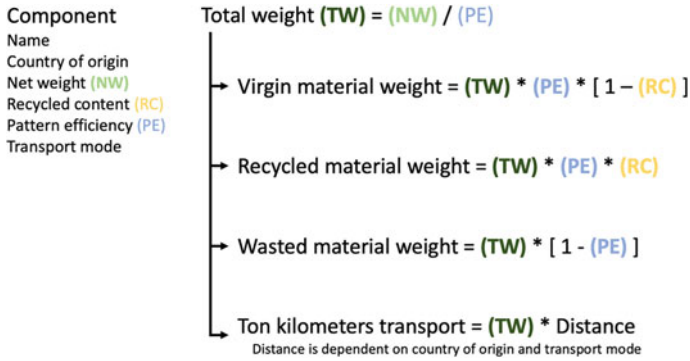 Component
Name
Country of origin
Net weight (NW)
Recycled content (RC)
Pattern efficiency (PE)
Transport mode
Total weight (TW) = (NW) / (PE)
Virgin material weight = (TW) * (PE) * [ 1 – (RC) ]
Recycled material weight = (TW) * (PE) * (RC)
Wasted material weight = (TW) * [ 1 - (PE) ]
Ton kilometers transport = (TW) * Distance
Distance is dependent on country of origin and transport mode